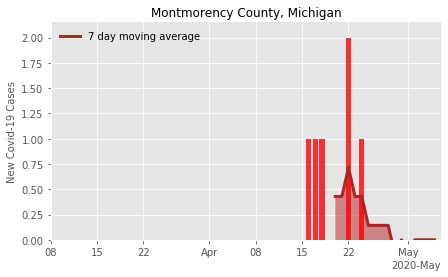 Montmorency County, Michigan
7 day moving average
New Covid-19 Cases
2.00
1.75
1.50
1.25
1.00
0.75
0.50
0.25
0.00
08 15 22 Apr 08 15 22 May
2020-May